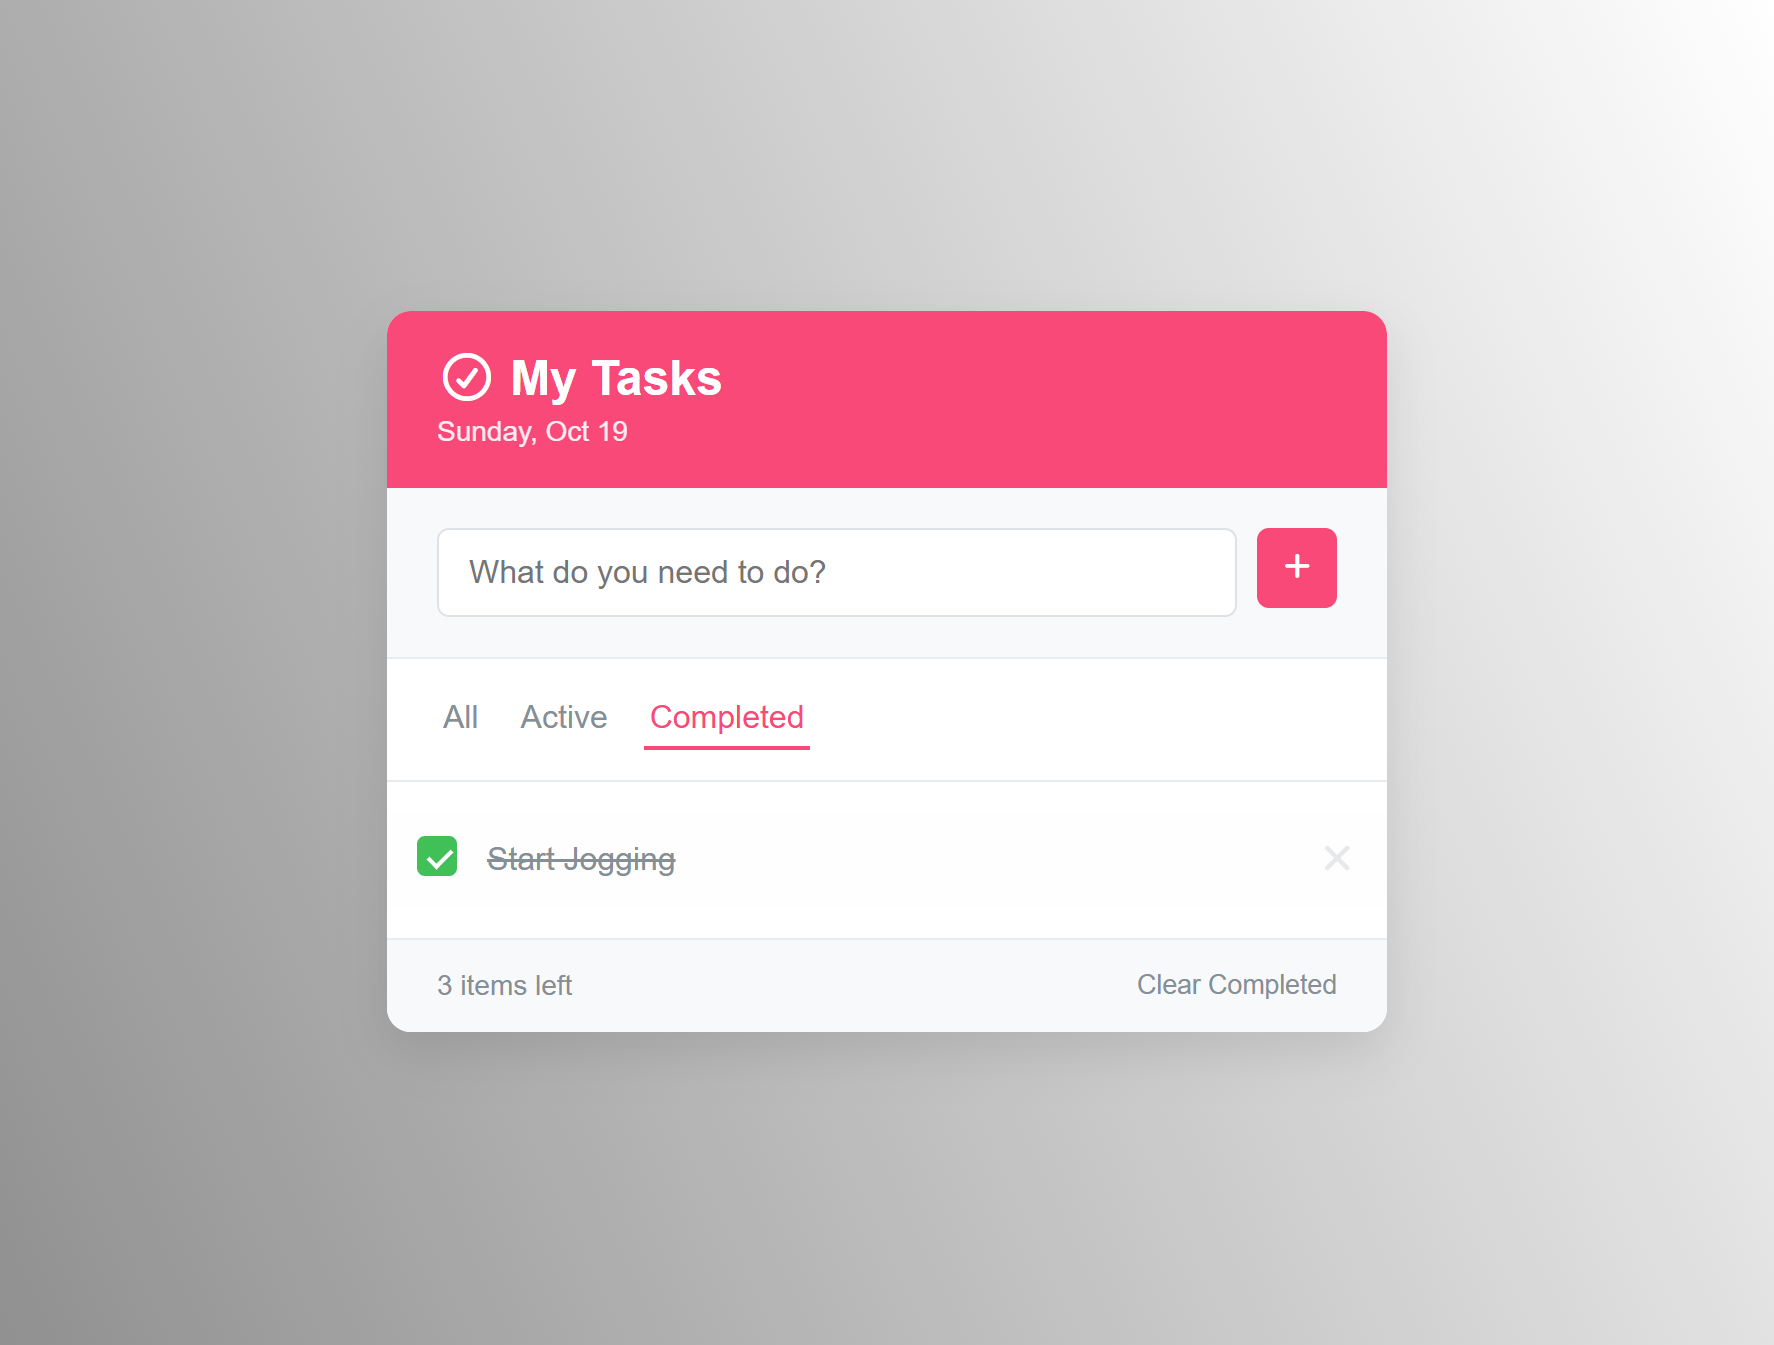 My Tasks
Sunday, Oct 19
What do you need to do?
All Active Completed
Start Jogging
3 items left Clear Completed